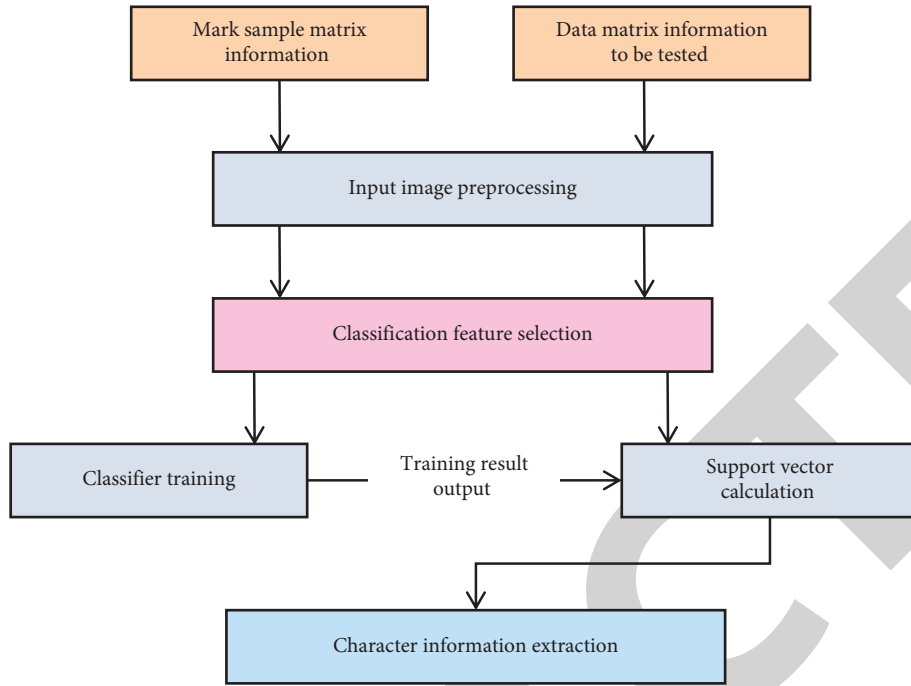 Mark sample matrix
information
Data matrix information
to be tested
Input image preprocessing
Classification feature selection
Classifier training
Training result
output
Support vector
calculation
Character information extraction